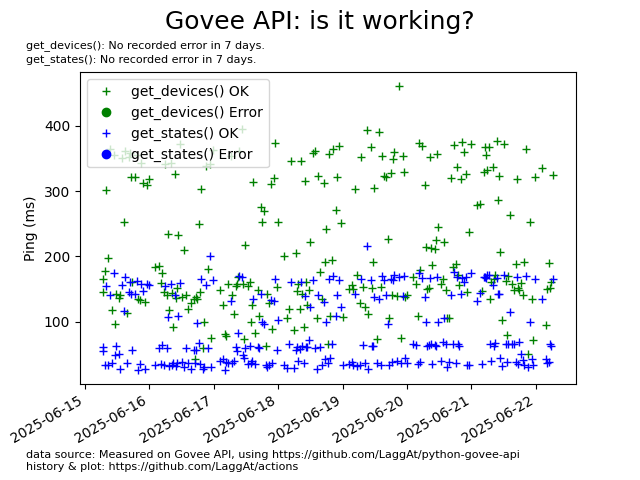 Govee API: is it working?
get_devices(): No recorded error in 7 days.
get_states(): No recorded error in 7 days.
get_devices() OK
get_devices() Error
get_states() OK
get_states() Error
Ping (ms)
400
300
200
100
2025-06-15
2025-06-16
2025-06-17
2025-06-18
2025-06-19
2025-06-20
2025-06-21
2025-06-22
data source: Measured on Govee API, using https://github.com/LaggAt/python-govee-api
history & plot: https://github.com/LaggAt/actions